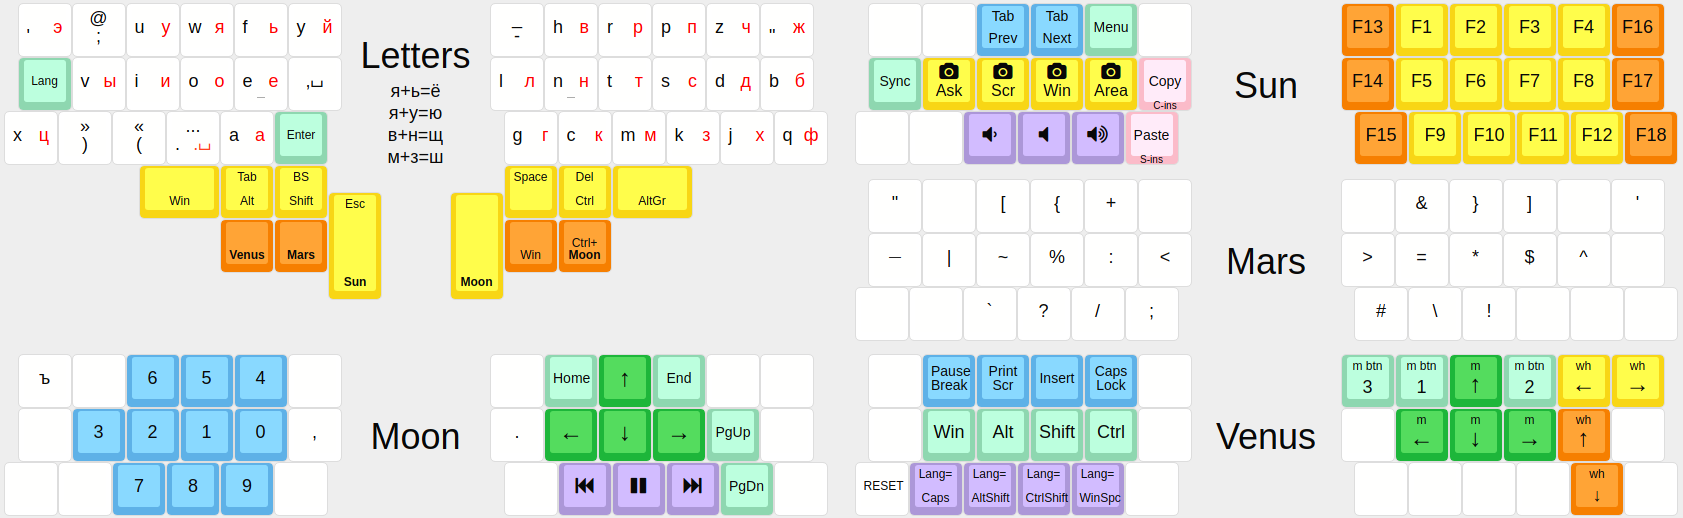 ' э @ ; u у w я f ь y й
Lang v ы i и o о e _ е , ␣
x ц » ) « ( ... . .␣ a а Enter
Win Tab Alt BS Shift Esc Sun
Venus Mars
Letters
я+ь=ё
я+у=ю
в+н=щ
м+з=ш
— - h в r р p п z ч " ж
l л n _ н t т s с d д b б
g г c к m м k з j х q ф
Moon Space Del Ctrl AltGr
Win Ctrl+ Moon
Tab Prev Tab Next Menu
Sync Ask Scr Win Area Copy C-ins
Paste S-ins
Sun
F13 F1 F2 F3 F4 F16
F14 F5 F6 F7 F8 F17
F15 F9 F10 F11 F12 F18
" [ { +
— | ~ % : <
` ? / ;
Mars
& } ] '
> = * $ ^
# \ !
ъ 6 5 4
3 2 1 0 ,
7 8 9
Moon
Home ↑ End
. ← ↓ → PgUp
⏮ ⏸ ⏭ PgDn
Pause Break Print Scr Insert Caps Lock
Win Alt Shift Ctrl
RESET Lang= Caps Lang= AltShift Lang= CtrlShift Lang= WinSpc
Venus
m btn 3 m btn 1 m ↑ m btn 2 wh ← wh →
m ← m ↓ m → wh ↑
wh ↓